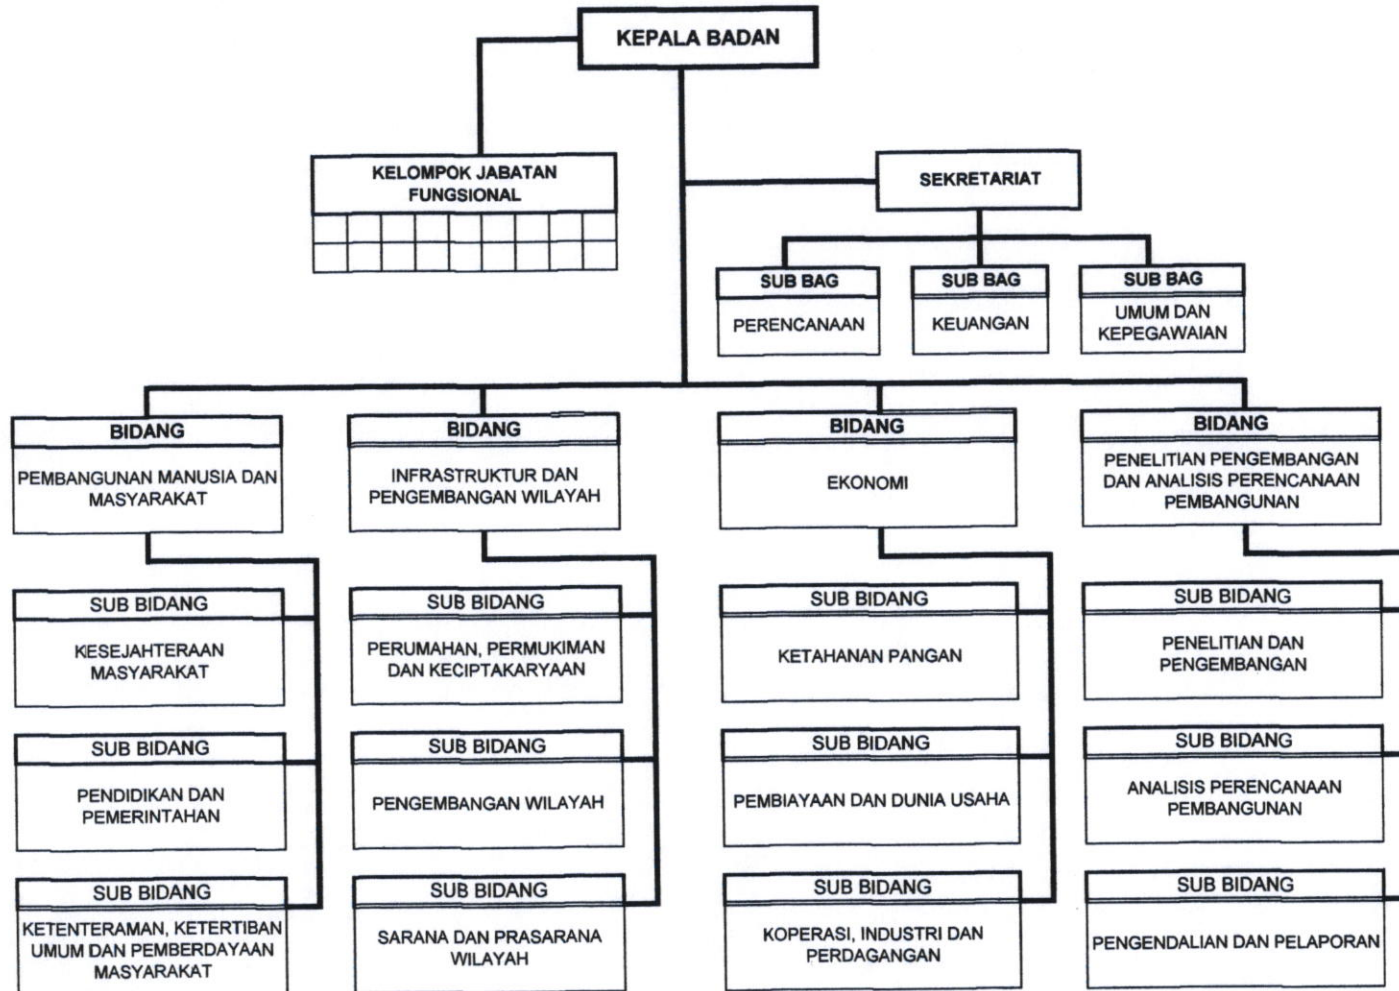 KEPALA BADAN
KELOMPOK JABATAN
FUNGSIONAL
SEKRETARIAT
SUB BAG
PERENCANAAN
SUB BAG
KEUANGAN
SUB BAG
UMUM DAN
KEPEGAWAIAN
BIDANG
PEMBANGUNAN MANUSIA DAN
MASYARAKAT
BIDANG
INFRASTRUKTUR DAN
PENGEMBANGAN WILAYAH
BIDANG
EKONOMI
BIDANG
PENELITIAN PENGEMBANGAN
DAN ANALISIS PERENCANAAN
PEMBANGUNAN
SUB BIDANG
KESEJAHTERAAN
MASYARAKAT
SUB BIDANG
PERUMAHAN, PERMUKIMAN
DAN KECIPTAKARYAAN
SUB BIDANG
KETAHANAN PANGAN
SUB BIDANG
PENELITIAN DAN
PENGEMBANGAN
SUB BIDANG
PENDIDIKAN DAN
PEMERINTAHAN
SUB BIDANG
PENGEMBANGAN WILAYAH
SUB BIDANG
PEMBIAYAAN DAN DUNIA USAHA
SUB BIDANG
ANALISIS PERENCANAAN
PEMBANGUNAN
SUB BIDANG
KETENTERAMAN, KETERTIBAN
UMUM DAN PEMBERDAYAAN
MASYARAKAT
SUB BIDANG
SARANA DAN PRASARANA
WILAYAH
SUB BIDANG
KOPERASI, INDUSTRI DAN
PERDAGANGAN
SUB BIDANG
PENGENDALIAN DAN PELAPORAN